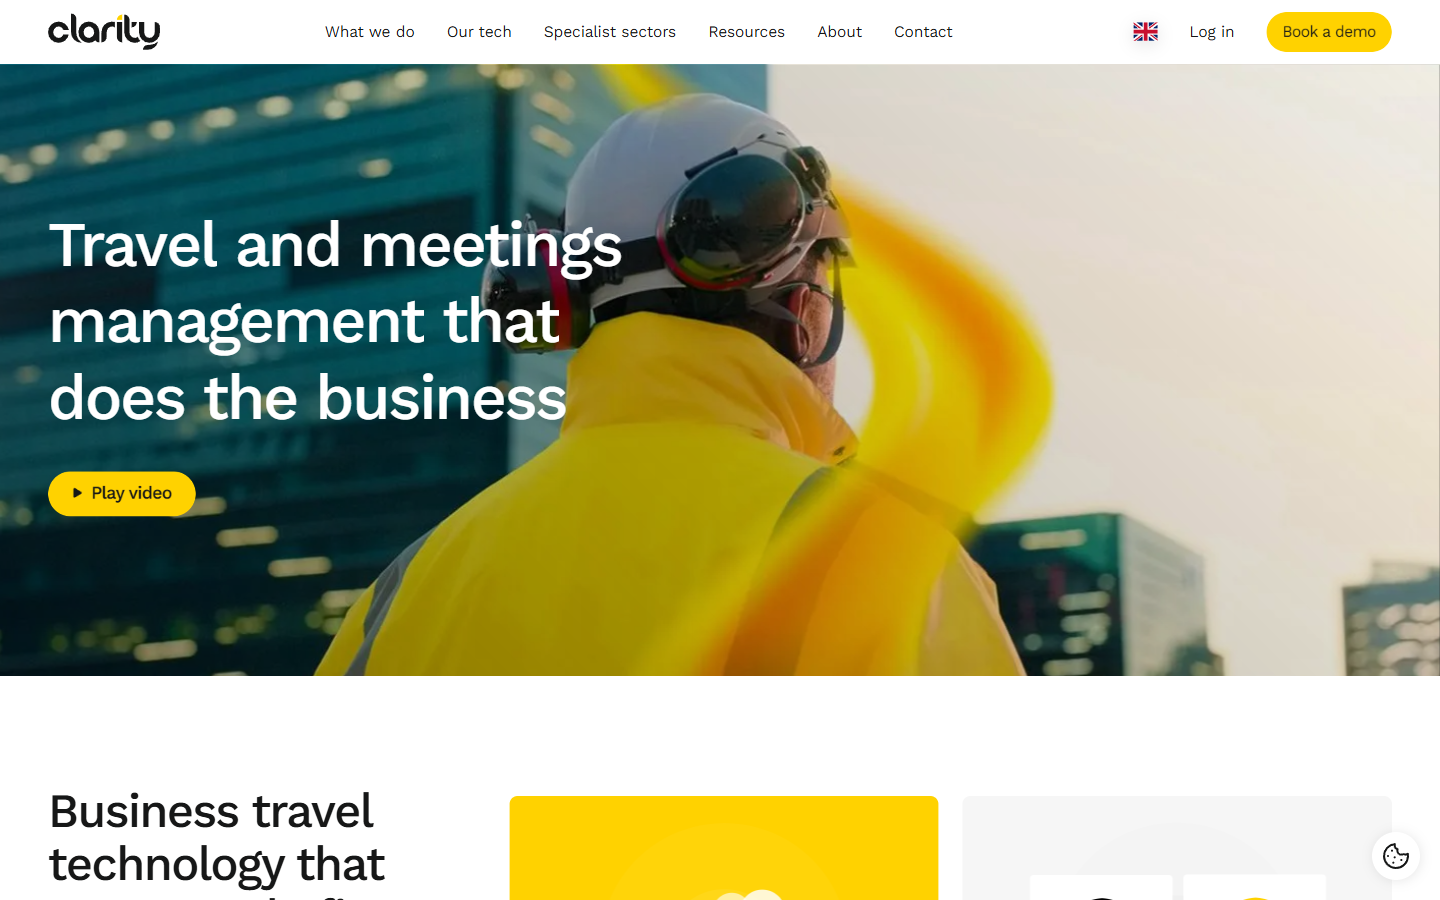 clarity
What we do
Our tech
Specialist sectors
Resources
About
Contact
Log in
Book a demo
Travel and meetings
management that
does the business
Play video
Business travel
technology that